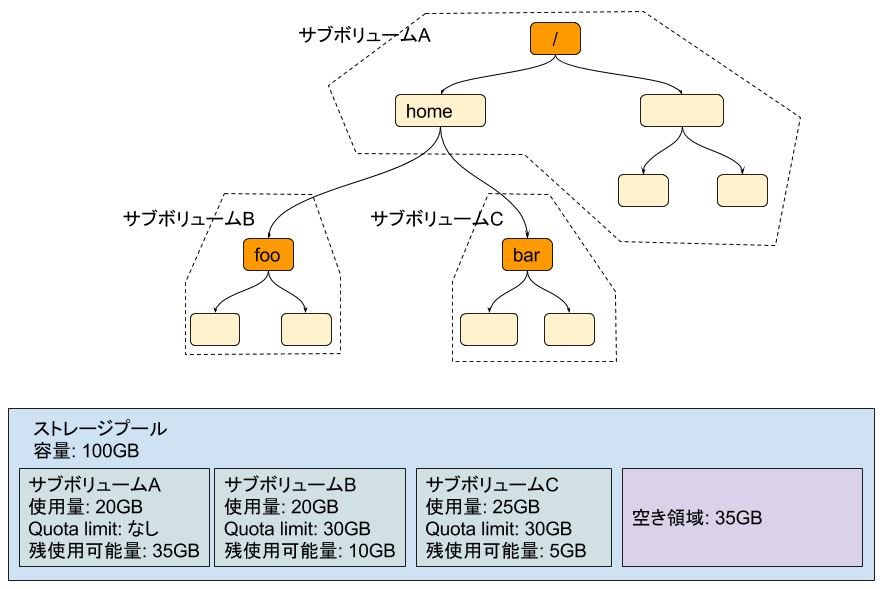 サブボリュームA
/
home
サブボリュームB
サブボリュームC
foo
bar
ストレージプール
容量: 100GB
サブボリュームA
使用量: 20GB
Quota limit: なし
残使用可能量: 35GB
サブボリュームB
使用量: 20GB
Quota limit: 30GB
残使用可能量: 10GB
サブボリュームC
使用量: 25GB
Quota limit: 30GB
残使用可能量: 5GB
空き領域: 35GB